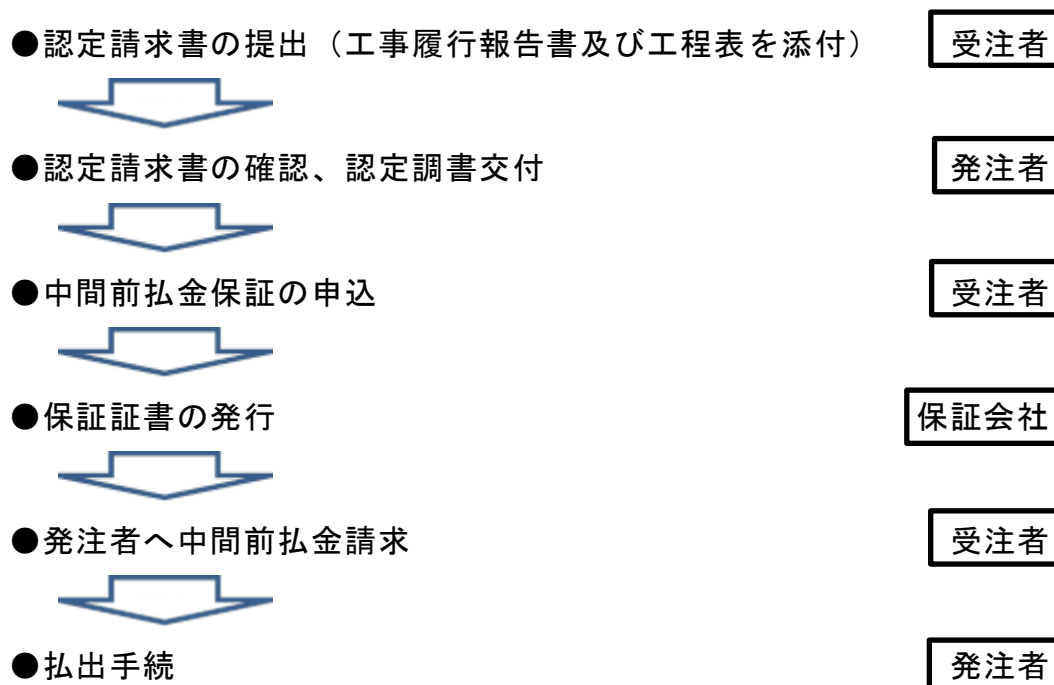 ●認定請求書の提出（工事履行報告書及び工程表を添付） 受注者
●認定請求書の確認、認定調書交付 発注者
●中間前払金保証の申込 受注者
●保証証書の発行 保証会社
●発注者へ中間前払金請求 受注者
●払出手続 発注者